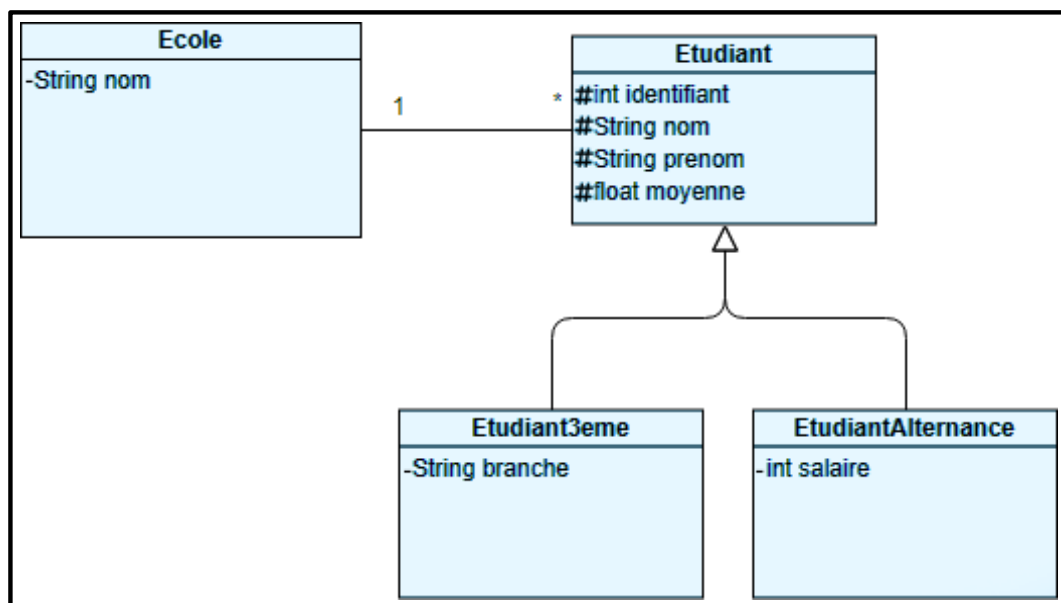 Ecole
-String nom
1
*
Etudiant
#int identifiant
#String nom
#String prenom
#float moyenne
Etudiant3eme
-String branche
EtudiantAlternance
-int salaire